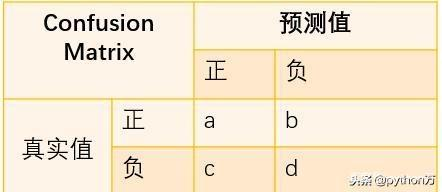 Confusion Matrix
预测值
正 负
真实值
正 a b
负 c d
头条 @python万